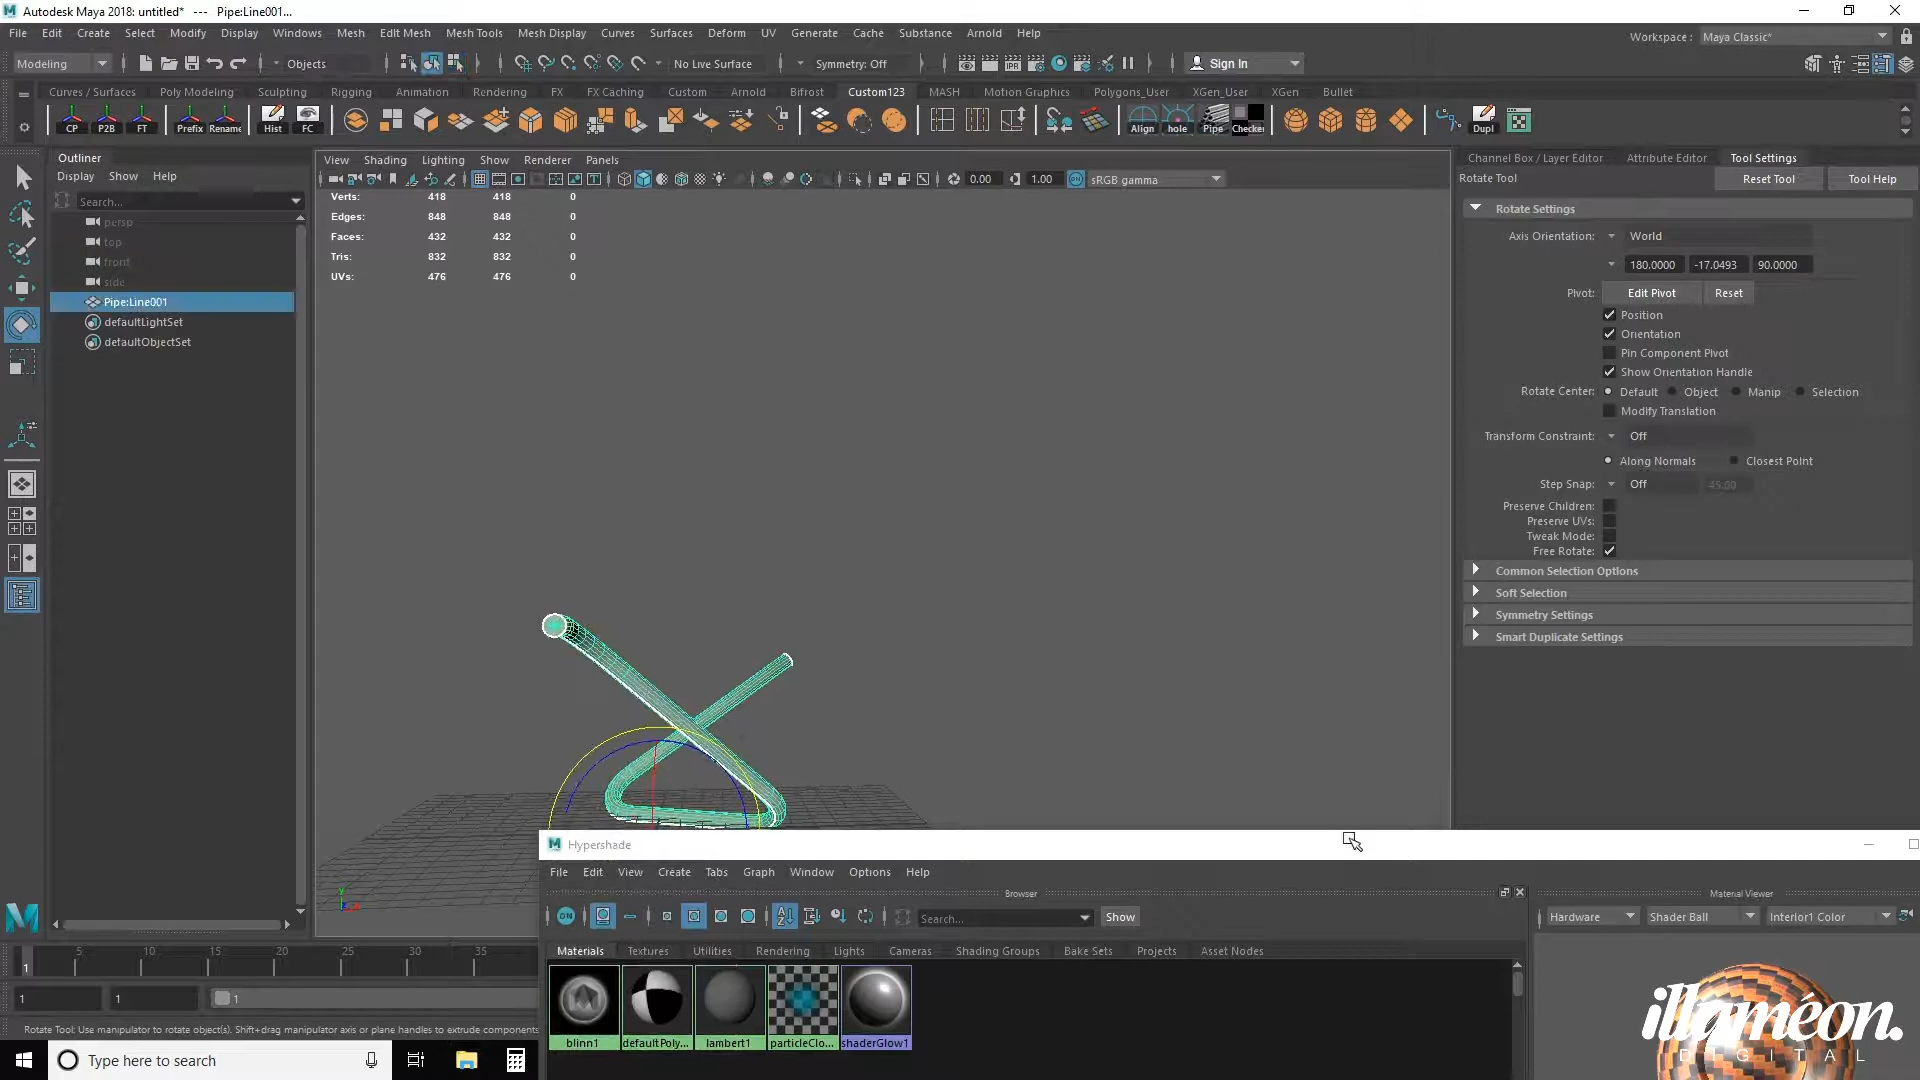 Autodesk Maya 2018: untitled* --- Pipe:Line001...
File Edit Create Select Modify Display Windows Mesh Edit Mesh Mesh Tools Mesh Display Curves Surfaces Deform UV Generate Cache Substance Arnold Help
Workspace : Maya Classic*
Modeling Objects No Live Surface Symmetry: Off Sign In
Curves / Surfaces Poly Modeling Sculpting Rigging Animation Rendering FX FX Caching Custom Arnold Bifrost Custom123 MASH Motion Graphics Polygons_User XGen_User XGen Bullet
CP P2B FT Prefix Rename Hist FC Align hole Pipe Checker Dupl
Outliner
Display Show Help
Search...
persp
top
front
side
Pipe:Line001
defaultLightSet
defaultObjectSet
View Shading Lighting Show Renderer Panels
0.00 1.00 sRGB gamma
Verts: 418 418 0
Edges: 848 848 0
Faces: 432 432 0
Tris: 832 832 0
UVs: 476 476 0
Channel Box / Layer Editor Attribute Editor Tool Settings
Rotate Tool Reset Tool Tool Help
Rotate Settings
Axis Orientation: World
180.0000 -17.0493 90.0000
Pivot: Edit Pivot Reset
Position
Orientation
Pin Component Pivot
Show Orientation Handle
Rotate Center: Default Object Manip Selection
Modify Translation
Transform Constraint: Off
Along Normals Closest Point
Step Snap: Off 45.00
Preserve Children:
Preserve UVs:
Tweak Mode:
Free Rotate:
Common Selection Options
Soft Selection
Symmetry Settings
Smart Duplicate Settings
Hypershade
File Edit View Create Tabs Graph Window Options Help
Browser
Material Viewer
ON Search... Show
Hardware Shader Ball Interior1 Color
Materials Textures Utilities Rendering Lights Cameras Shading Groups Bake Sets Projects Asset Nodes
blinn1 defaultPoly... lambert1 particleClo... shaderGlow1
5 10 15 20 25 30 35
1
1 1 1
Rotate Tool: Use manipulator to rotate object(s). Shift+drag manipulator axis or plane handles to extrude components
Type here to search
illaméon.
DIGITAL